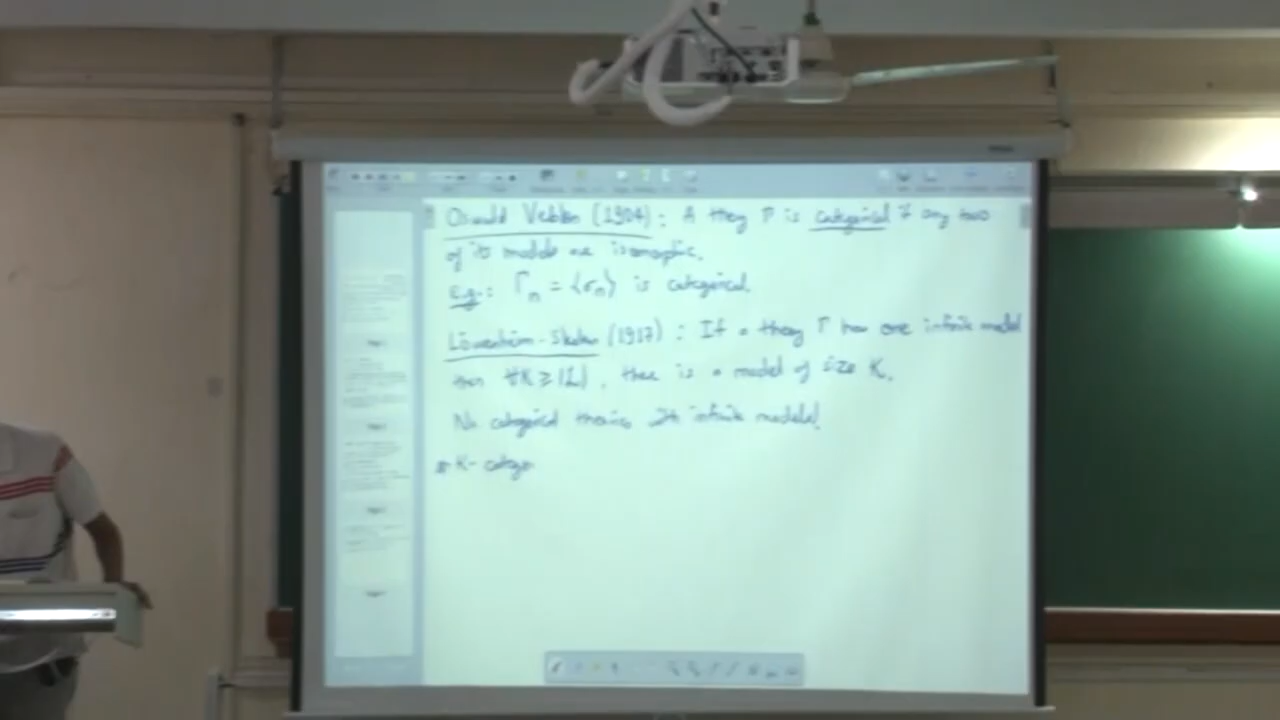 Oswald Veblen (1904): A theory Γ is categorical if any two
of its models are isomorphic.
e.g.: Γn = ⟨σn⟩ is categorical.
Löwenheim-Skolem (1917): If a theory Γ has one infinite model
then ∀K ≥ |L|, there is a model of size K.
No categorical theories with infinite models!
K-catego